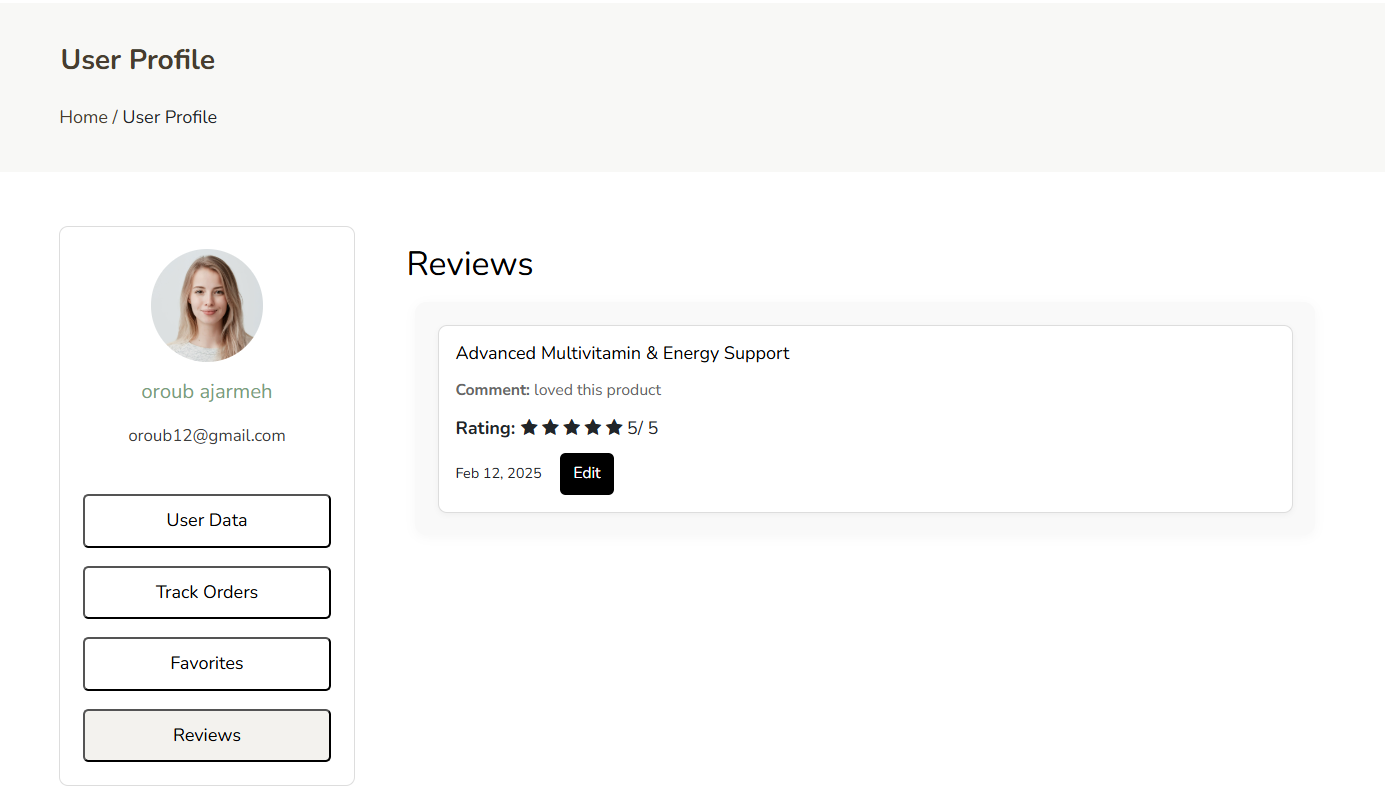 User Profile
Home / User Profile
oroub ajarmeh
oroub12@gmail.com
User Data
Track Orders
Favorites
Reviews
Reviews
Advanced Multivitamin & Energy Support
Comment: loved this product
Rating: ★ ★ ★ ★ ★ 5/ 5
Feb 12, 2025 Edit